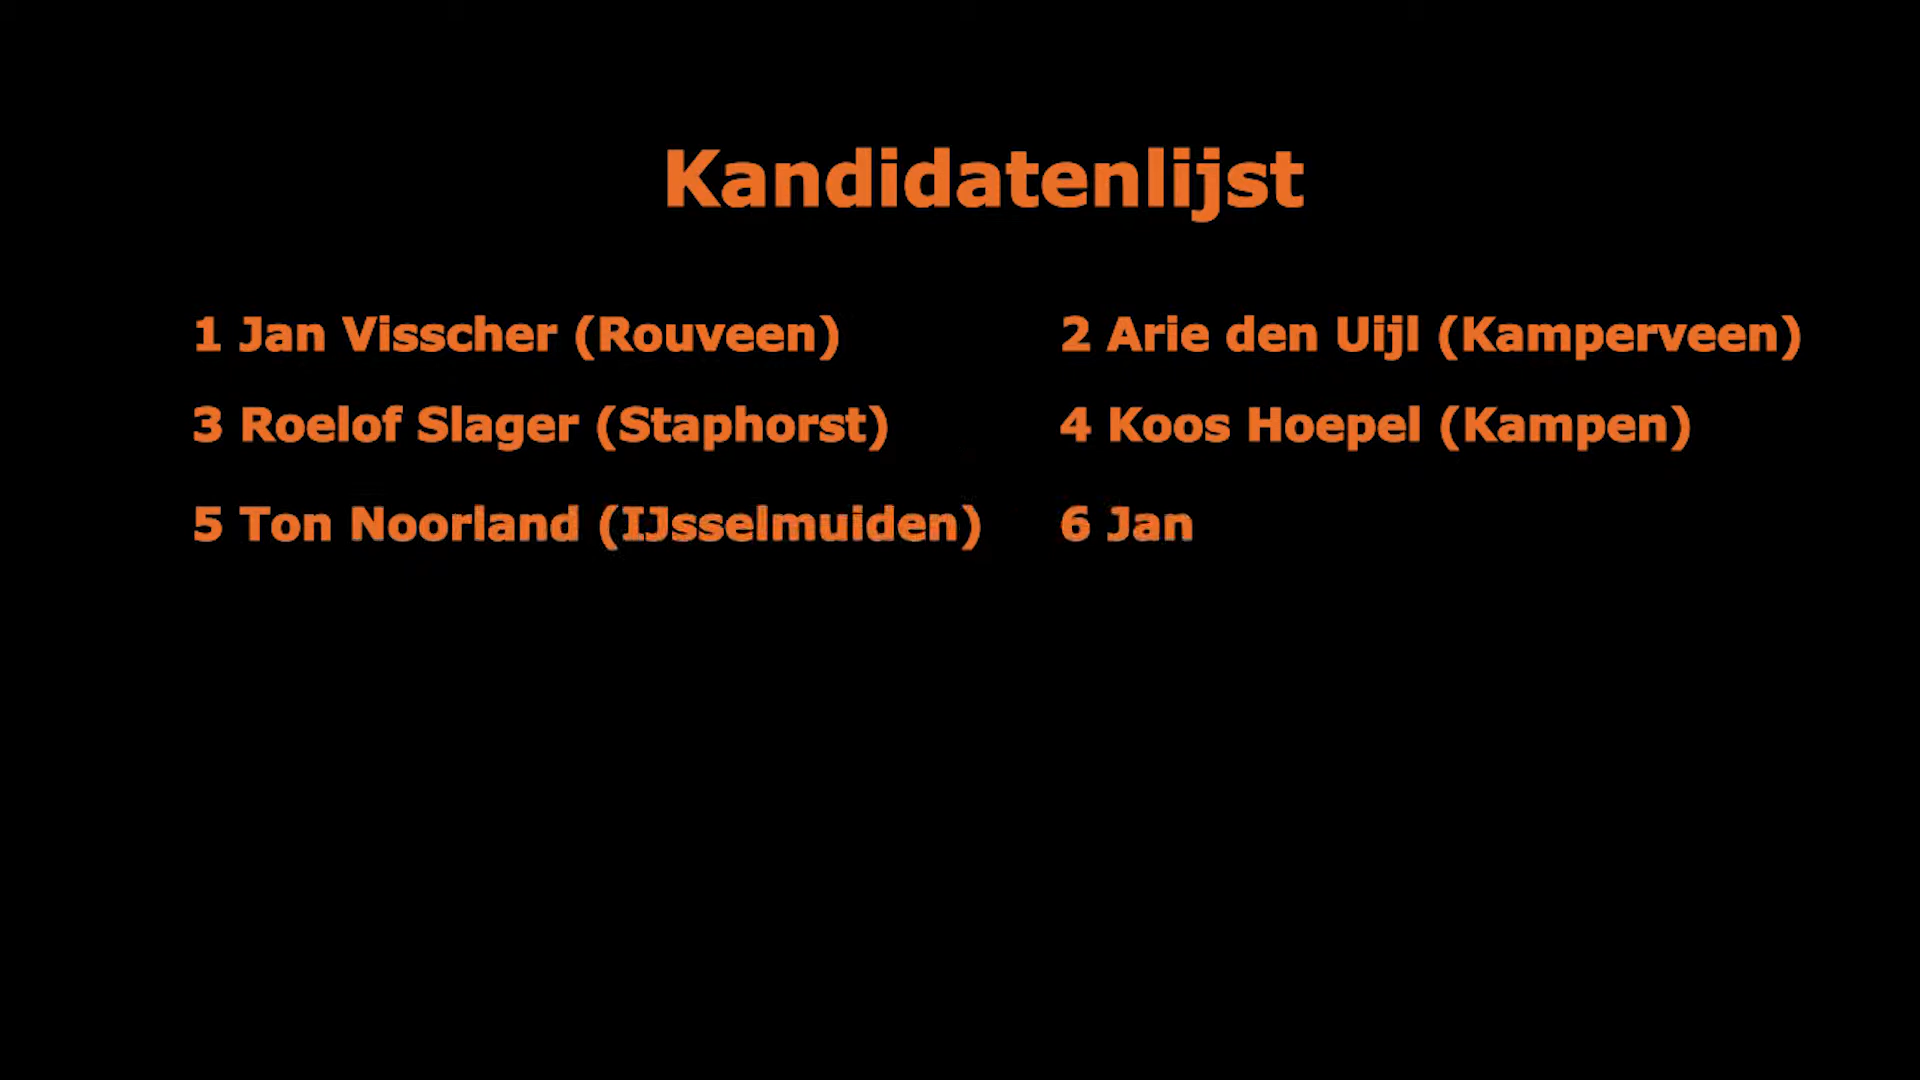 Kandidatenlijst
1 Jan Visscher (Rouveen)
2 Arie den Uijl (Kamperveen)
3 Roelof Slager (Staphorst)
4 Koos Hoepel (Kampen)
5 Ton Noorland (IJsselmuiden)
6 Jan